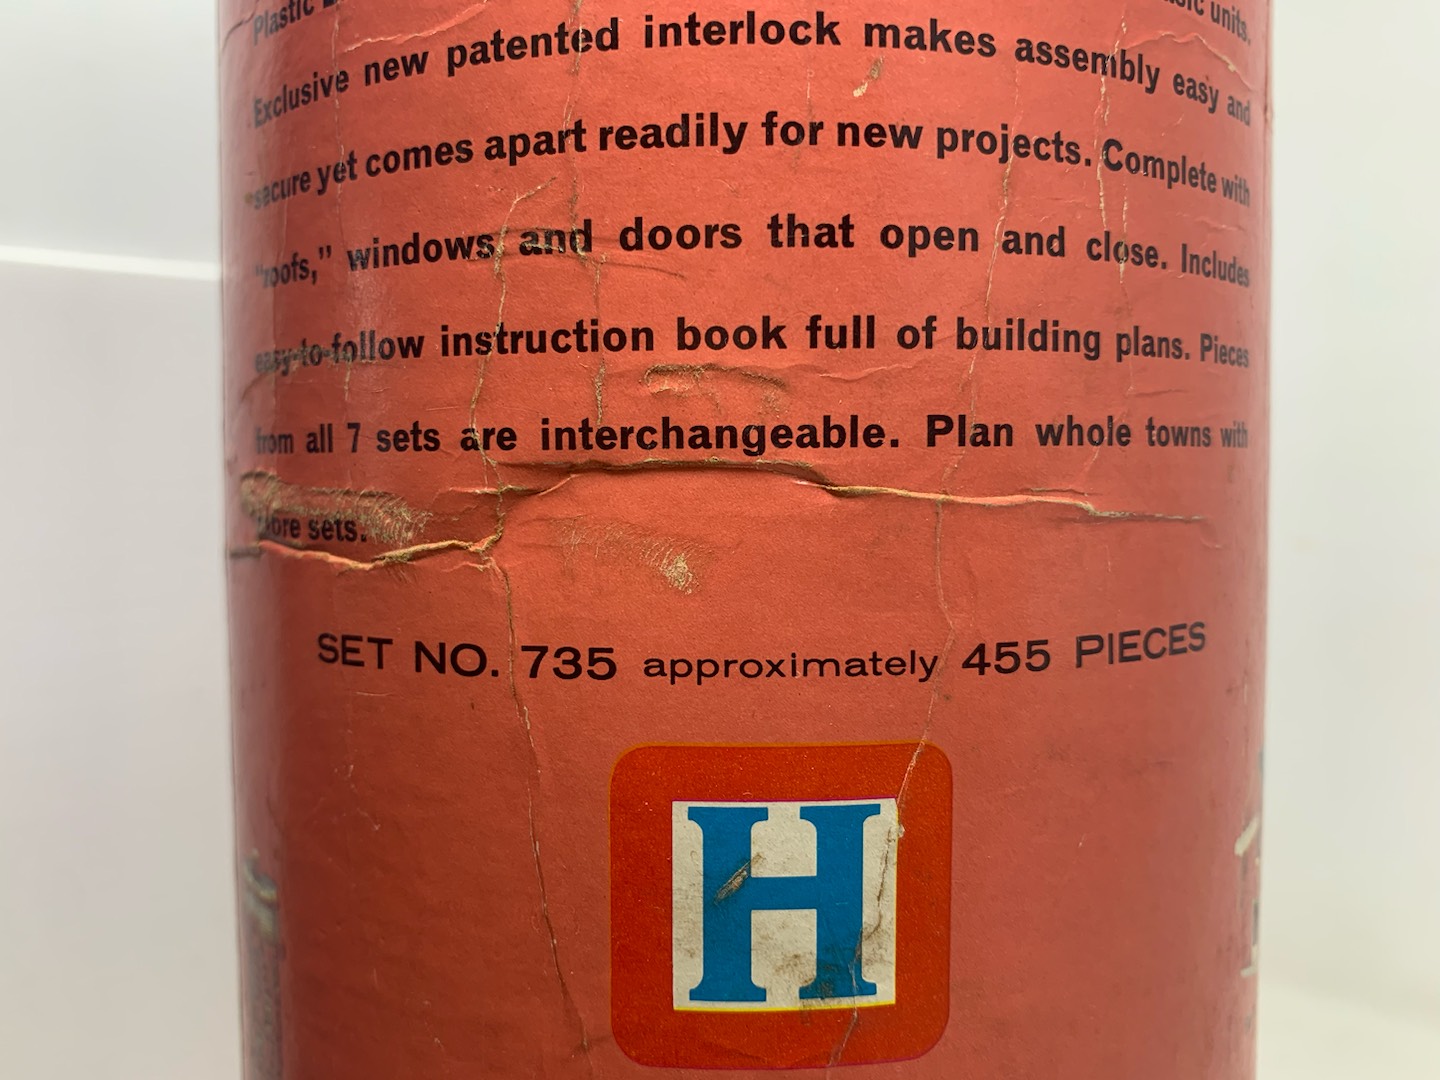 Plastic
units.
Exclusive new patented interlock makes assembly easy and
secure yet comes apart readily for new projects. Complete with
"roofs," windows and doors that open and close. Includes
easy-to-follow instruction book full of building plans. Pieces
from all 7 sets are interchangeable. Plan whole towns with
more sets.
SET NO. 735 approximately 455 PIECES
H